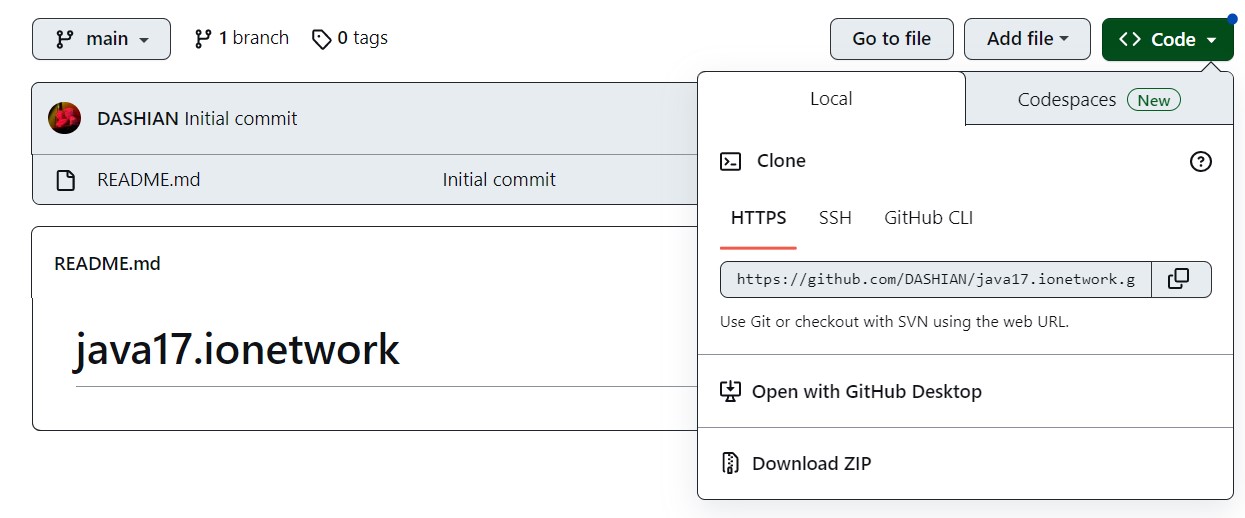 main
1 branch
0 tags
Go to file
Add file
Code
DASHIAN Initial commit
README.md
Initial commit
README.md
java17.ionetwork
Local
Codespaces
New
Clone
HTTPS
SSH
GitHub CLI
https://github.com/DASHIAN/java17.ionetwork.g
Use Git or checkout with SVN using the web URL.
Open with GitHub Desktop
Download ZIP